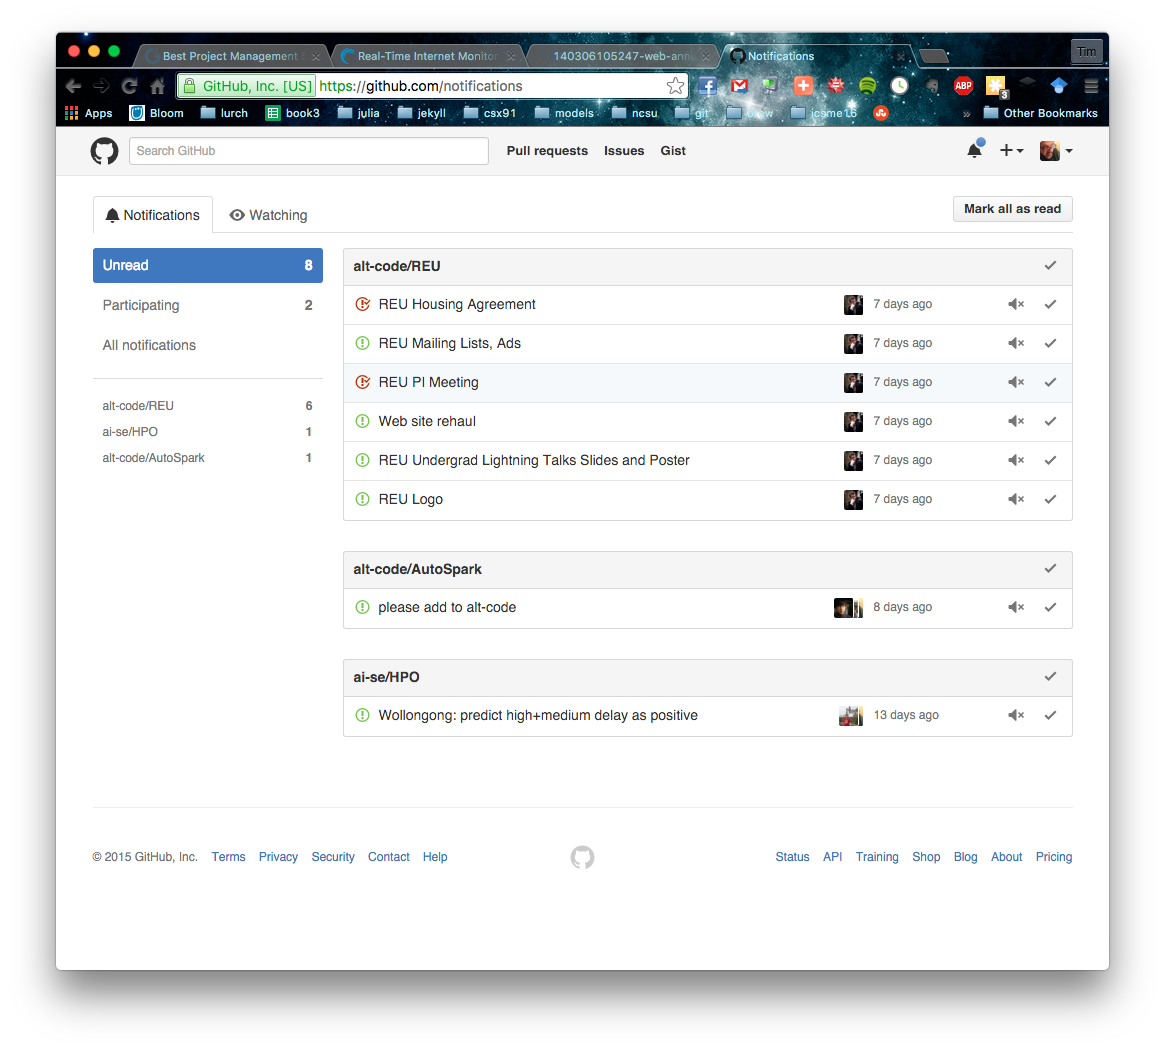 Best Project Management
Real-Time Internet Monitor
140306105247-web-ann
Notifications
Tim
GitHub, Inc. [US]
https://github.com/notifications
ABP
3
Apps
Bloom
lurch
book3
julia
jekyll
csx91
models
ncsu
git
icsme16
»
Other Bookmarks
Search GitHub
Pull requests
Issues
Gist
Notifications
Watching
Mark all as read
Unread 8
Participating 2
All notifications
alt-code/REU 6
ai-se/HPO 1
alt-code/AutoSpark 1
alt-code/REU
REU Housing Agreement 7 days ago
REU Mailing Lists, Ads 7 days ago
REU PI Meeting 7 days ago
Web site rehaul 7 days ago
REU Undergrad Lightning Talks Slides and Poster 7 days ago
REU Logo 7 days ago
alt-code/AutoSpark
please add to alt-code 8 days ago
ai-se/HPO
Wollongong: predict high+medium delay as positive 13 days ago
© 2015 GitHub, Inc. Terms Privacy Security Contact Help
Status API Training Shop Blog About Pricing